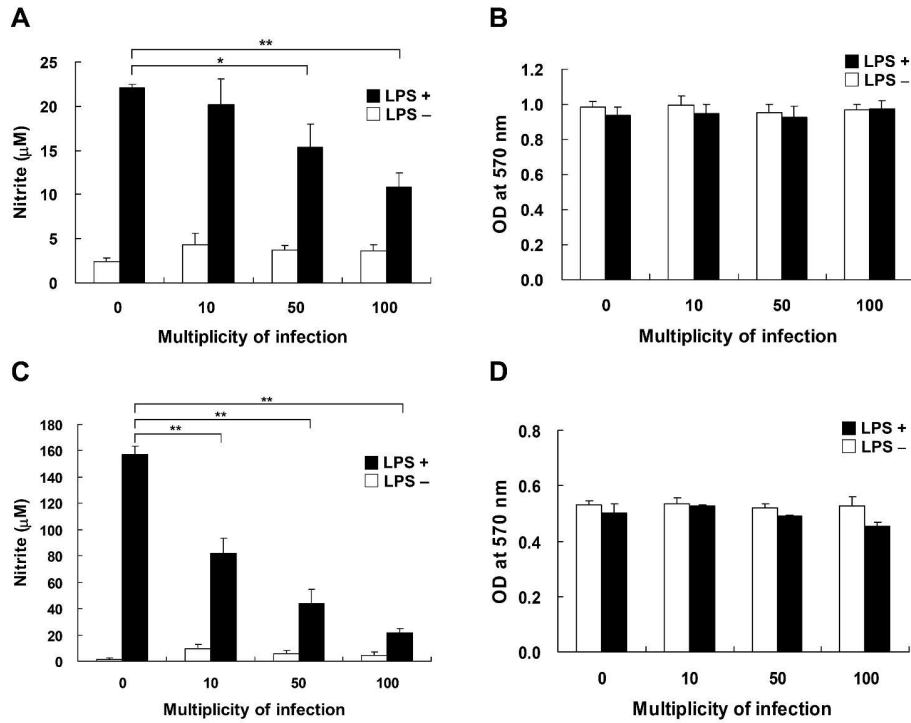 A
**
*
25
20
15
10
5
0
Nitrite (μM)
LPS +
LPS –
0 10 50 100
Multiplicity of infection
B
1.2
1.0
0.8
0.6
0.4
0.2
0.0
OD at 570 nm
LPS +
LPS –
0 10 50 100
Multiplicity of infection
C
**
**
**
180
160
140
120
100
80
60
40
20
0
Nitrite (μM)
LPS +
LPS –
0 10 50 100
Multiplicity of infection
D
0.8
0.6
0.4
0.2
0.0
OD at 570 nm
LPS +
LPS –
0 10 50 100
Multiplicity of infection